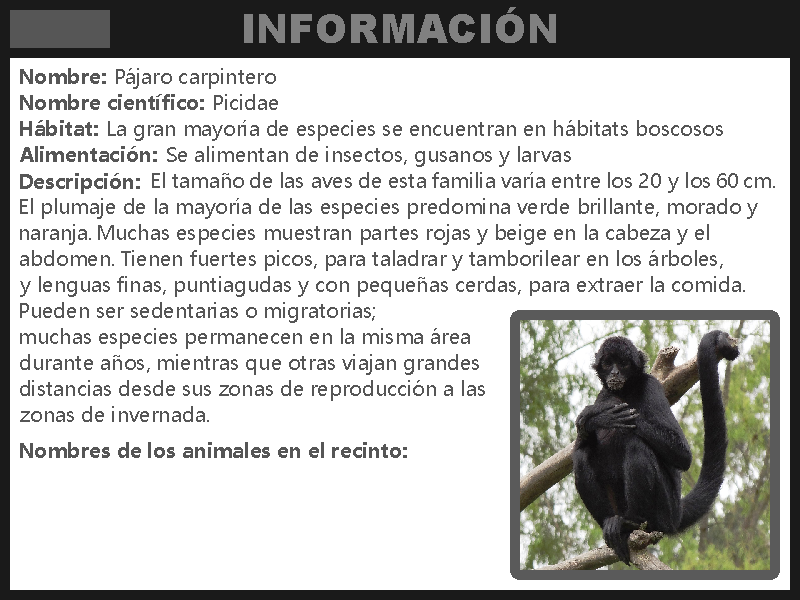 INFORMACIÓN
Nombre: Pájaro carpintero
Nombre científico: Picidae
Hábitat: La gran mayoría de especies se encuentran en hábitats boscosos
Alimentación: Se alimentan de insectos, gusanos y larvas
Descripción: El tamaño de las aves de esta familia varía entre los 20 y los 60 cm.
El plumaje de la mayoría de las especies predomina verde brillante, morado y
naranja. Muchas especies muestran partes rojas y beige en la cabeza y el
abdomen. Tienen fuertes picos, para taladrar y tamborilear en los árboles,
y lenguas finas, puntiagudas y con pequeñas cerdas, para extraer la comida.
Pueden ser sedentarias o migratorias;
muchas especies permanecen en la misma área
durante años, mientras que otras viajan grandes
distancias desde sus zonas de reproducción a las
zonas de invernada.
Nombres de los animales en el recinto: